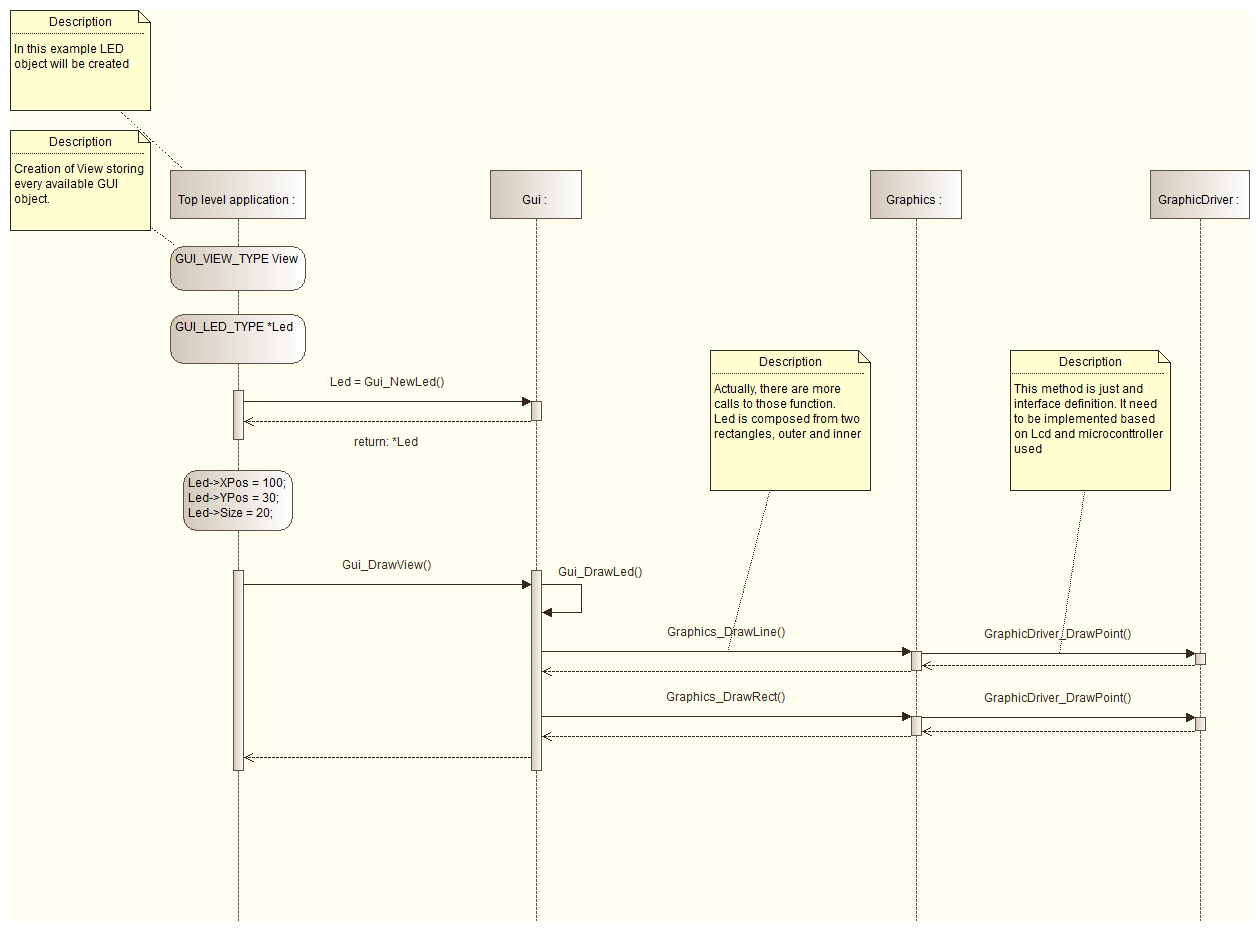 Description
In this example LED
object will be created
Description
Creation of View storing
every available GUI
object.
Top level application :
Gui :
Graphics :
GraphicDriver :
GUI_VIEW_TYPE View
GUI_LED_TYPE *Led
Led = Gui_NewLed()
return: *Led
Description
Actually, there are more
calls to those function.
Led is composed from two
rectangles, outer and inner
Description
This method is just and
interface definition. It need
to be implemented based
on Lcd and microconttroller
used
Led->XPos = 100;
Led->YPos = 30;
Led->Size = 20;
Gui_DrawView()
Gui_DrawLed()
Graphics_DrawLine()
GraphicDriver_DrawPoint()
Graphics_DrawRect()
GraphicDriver_DrawPoint()